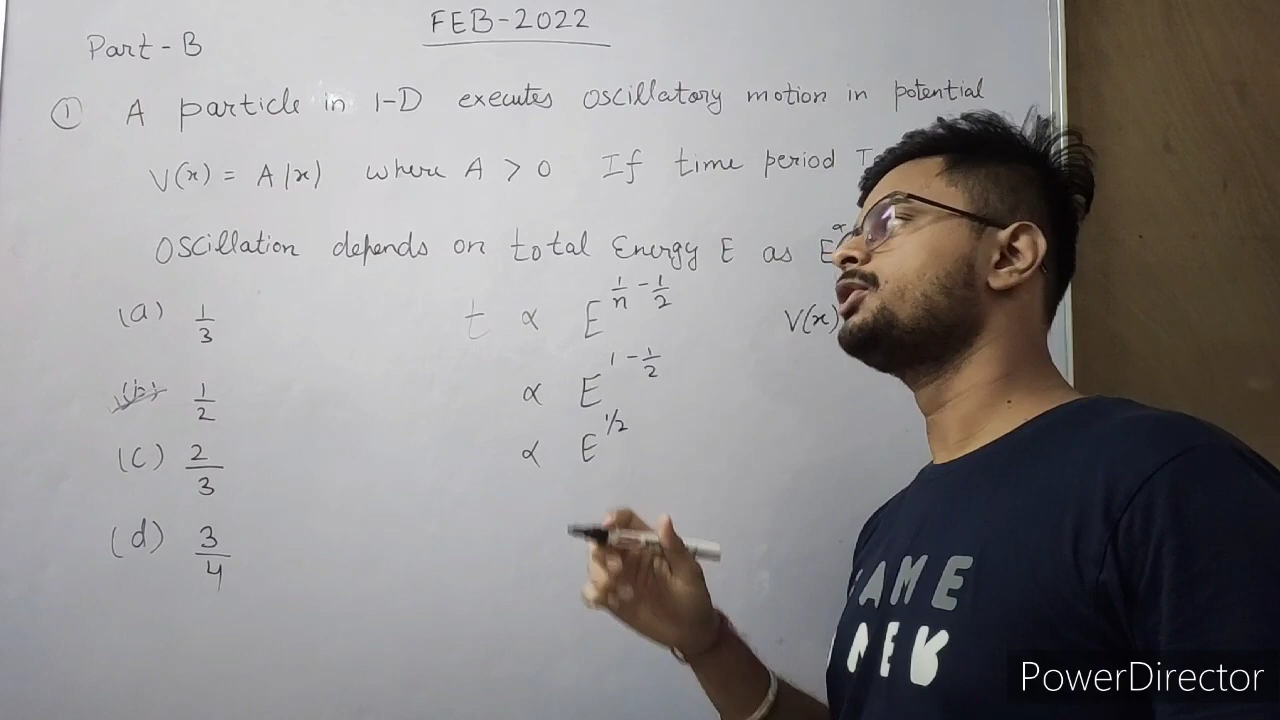 FEB-2022
Part-B
① A particle in 1-D executes oscillatory motion in potential
V(x) = A|x| where A > 0 If time period T
Oscillation depends on total Energy E as E^α
(a) 1/3
t ∝ E^(1/n - 1/2)
V(x)
(b) 1/2
∝ E^(1 - 1/2)
(c) 2/3
∝ E^(1/2)
(d) 3/4
PowerDirector